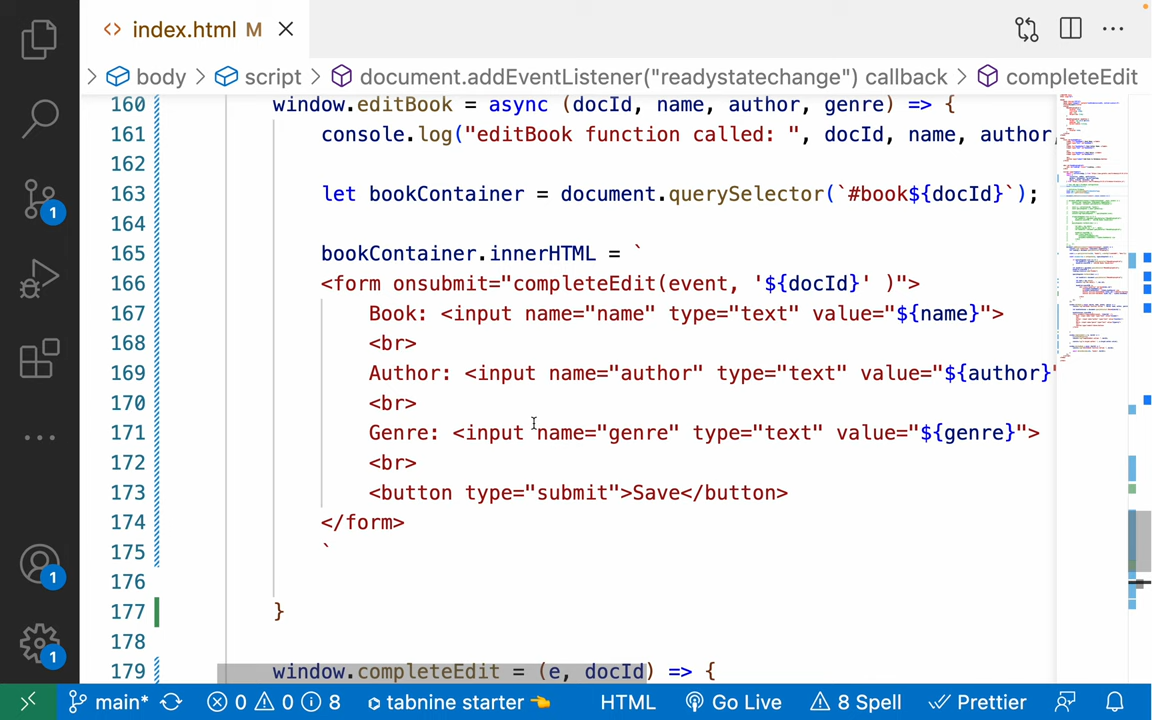 index.html M
body script document.addEventListener("readystatechange") callback completeEdit
160 window.editBook = async (docId, name, author, genre) => {
161 console.log("editBook function called: ", docId, name, author,
162
163 let bookContainer = document.querySelector(`#book${docId}`);
164
165 bookContainer.innerHTML = `
166 <form onsubmit="completeEdit(event, '${docId}' )">
167 Book: <input name="name" type="text" value="${name}">
168 <br>
169 Author: <input name="author" type="text" value="${author}"
170 <br>
171 Genre: <input name="genre" type="text" value="${genre}">
172 <br>
173 <button type="submit">Save</button>
174 </form>
175 `
176
177 }
178
179 window.completeEdit = (e, docId) => {
1
1
1
main* 0 0 8 tabnine starter HTML Go Live 8 Spell Prettier